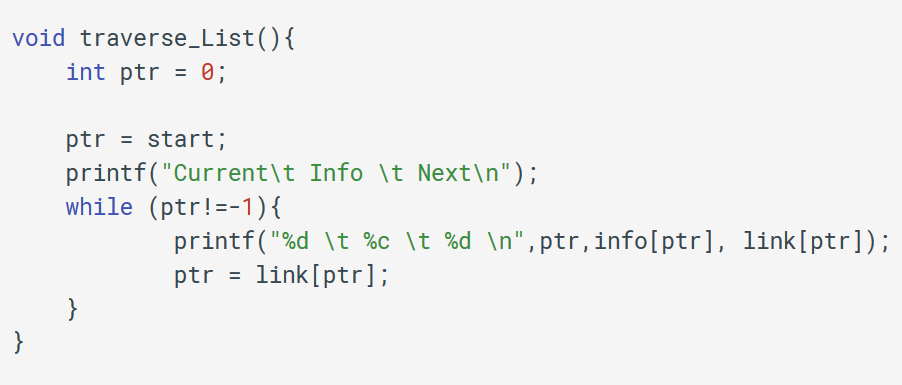 void traverse_List(){
    int ptr = 0;

    ptr = start;
    printf("Current\t Info \t Next\n");
    while (ptr!=-1){
            printf("%d \t %c \t %d \n",ptr,info[ptr], link[ptr]);
            ptr = link[ptr];
    }
}